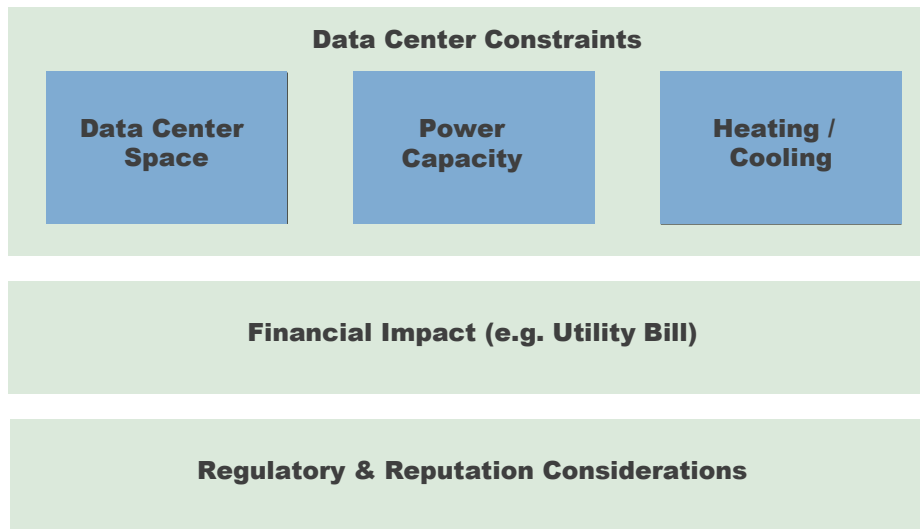 Data Center Constraints
Data Center
Space
Power
Capacity
Heating /
Cooling
Financial Impact (e.g. Utility Bill)
Regulatory & Reputation Considerations